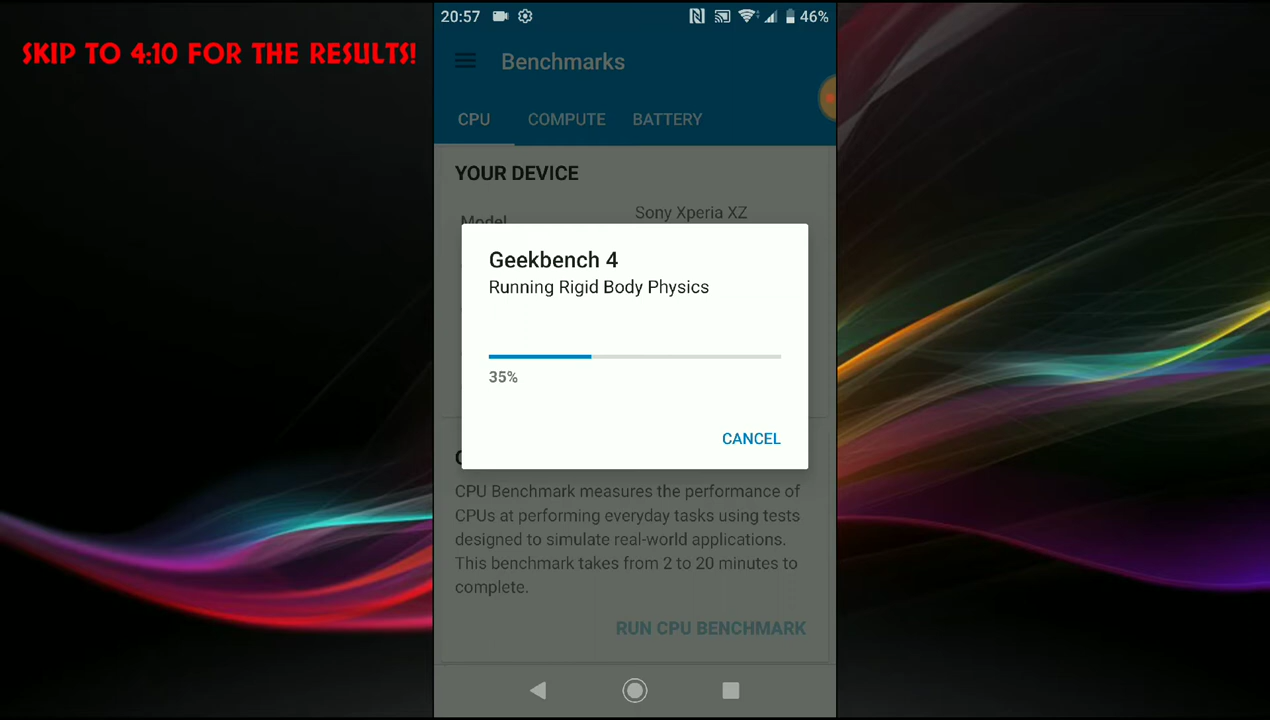 SKIP TO 4:10 FOR THE RESULTS!
20:57
46%
Benchmarks
CPU
COMPUTE
BATTERY
YOUR DEVICE
Model
Sony Xperia XZ
Geekbench 4
Running Rigid Body Physics
35%
CANCEL
CPU Benchmark measures the performance of
CPUs at performing everyday tasks using tests
designed to simulate real-world applications.
This benchmark takes from 2 to 20 minutes to
complete.
RUN CPU BENCHMARK